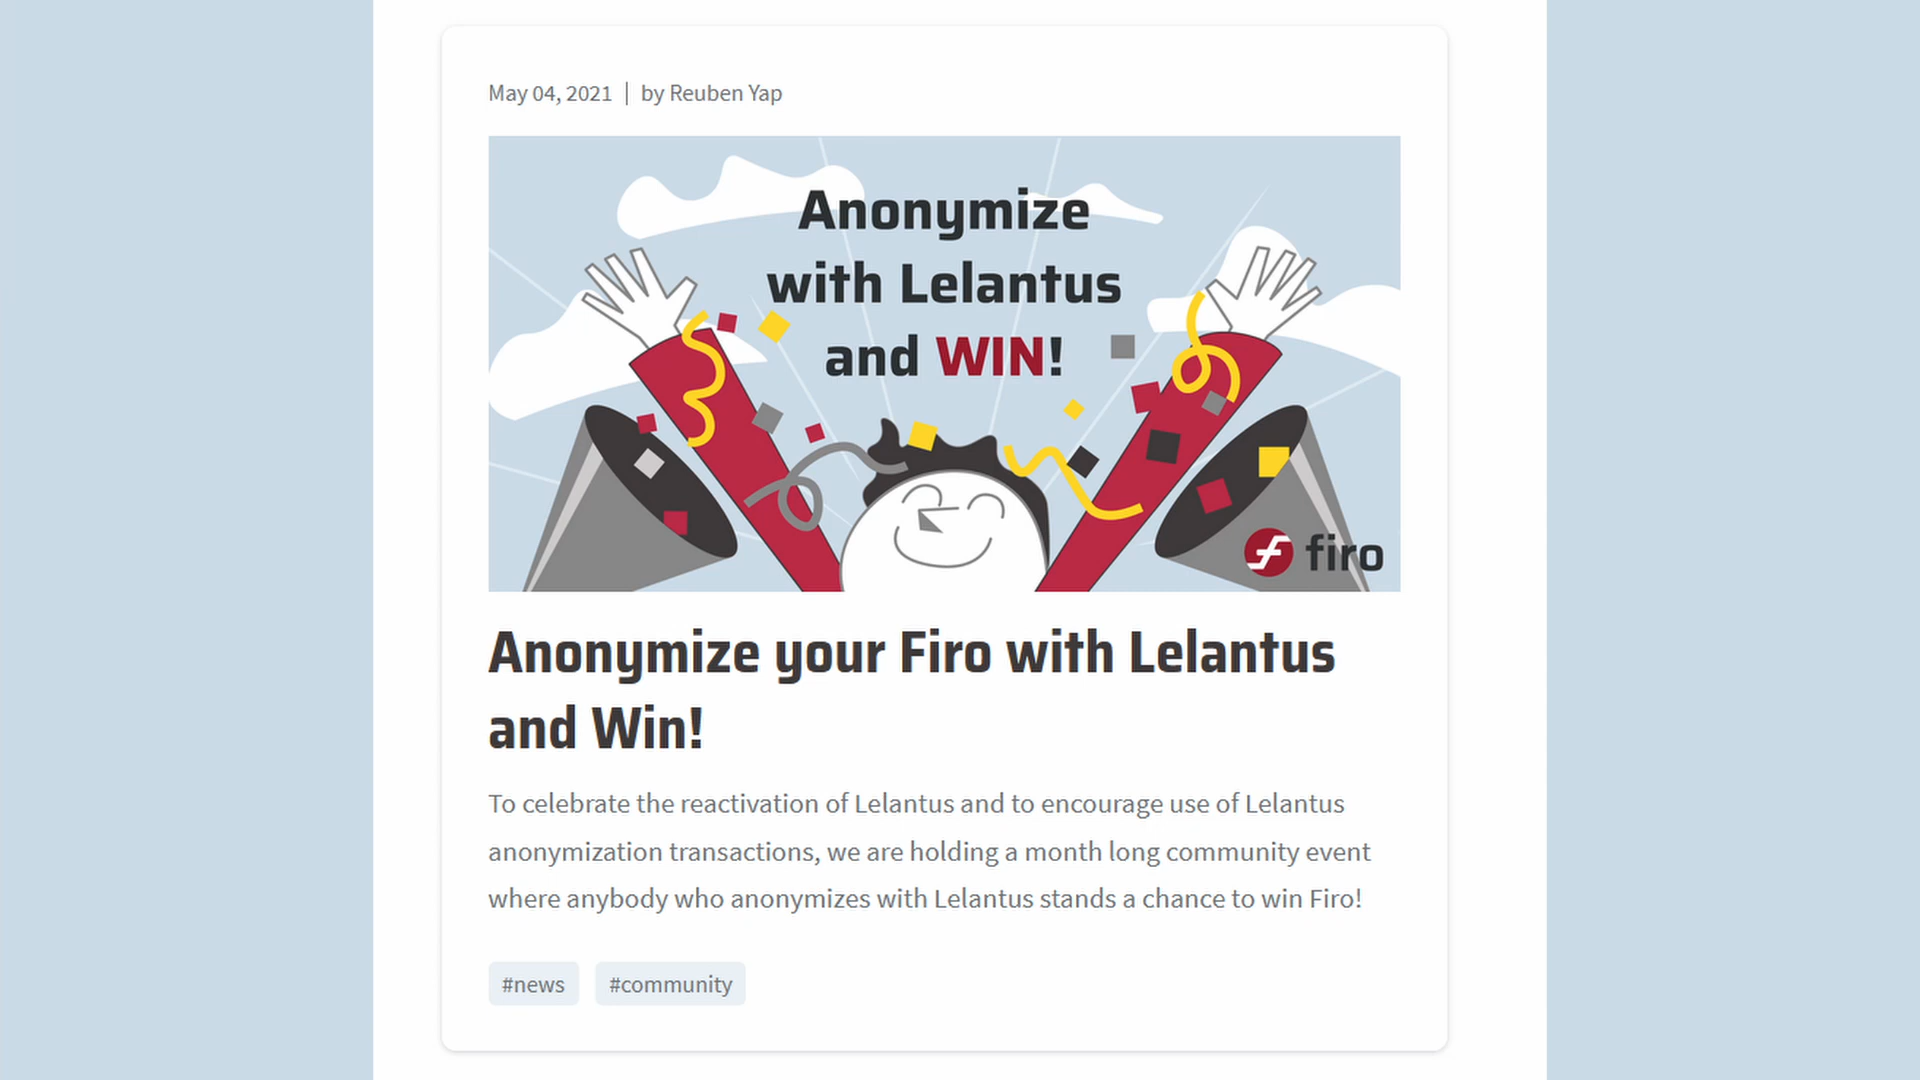 May 04, 2021 | by Reuben Yap
Anonymize
with Lelantus
and WIN!
firo
Anonymize your Firo with Lelantus
and Win!
To celebrate the reactivation of Lelantus and to encourage use of Lelantus
anonymization transactions, we are holding a month long community event
where anybody who anonymizes with Lelantus stands a chance to win Firo!
#news #community